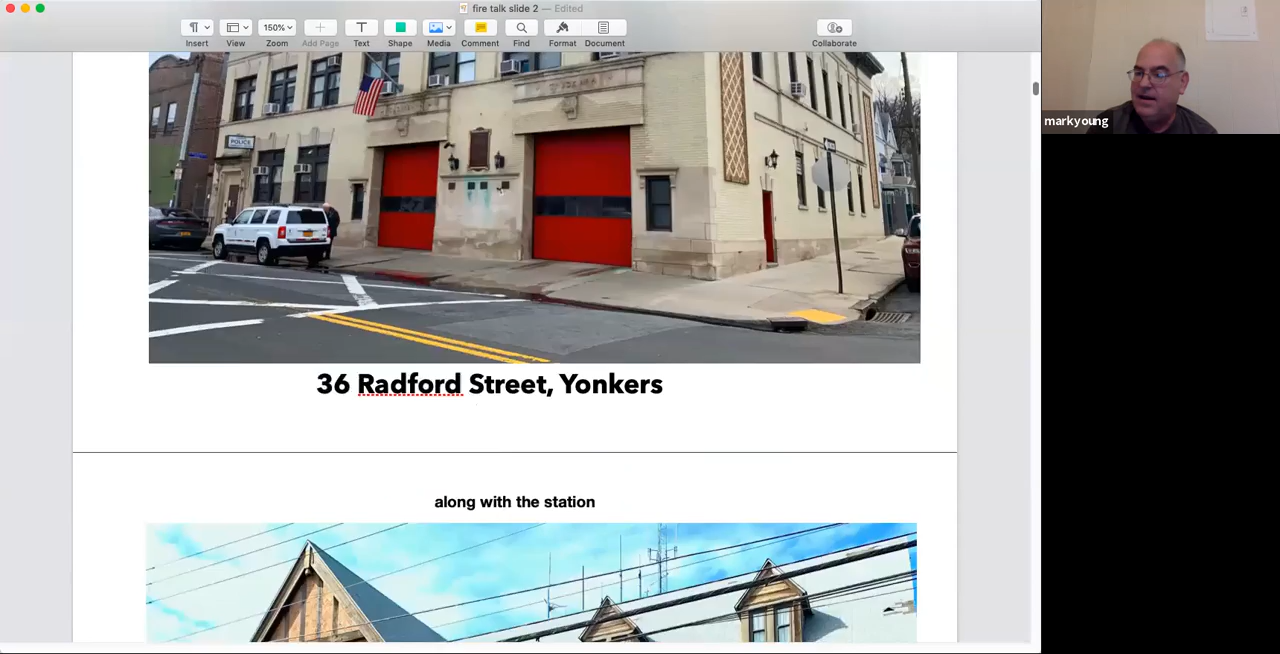 fire talk slide 2 — Edited
150%
Insert
View
Zoom
Add Page
Text
Shape
Media
Comment
Find
Format
Document
Collaborate
markyoung
POLICE
36 Radford Street, Yonkers
along with the station